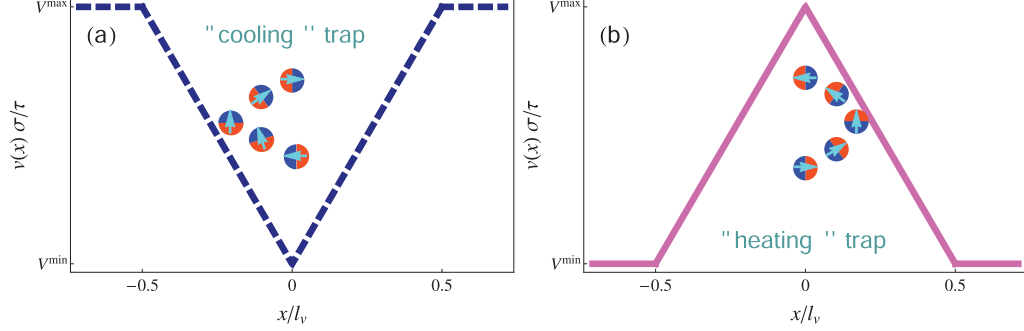 V^max
(a)
"cooling '' trap
v(x) σ/τ
V^min
−0.5
0
0.5
x/l_v
V^max
(b)
v(x) σ/τ
"heating '' trap
V^min
−0.5
0
0.5
x/l_v